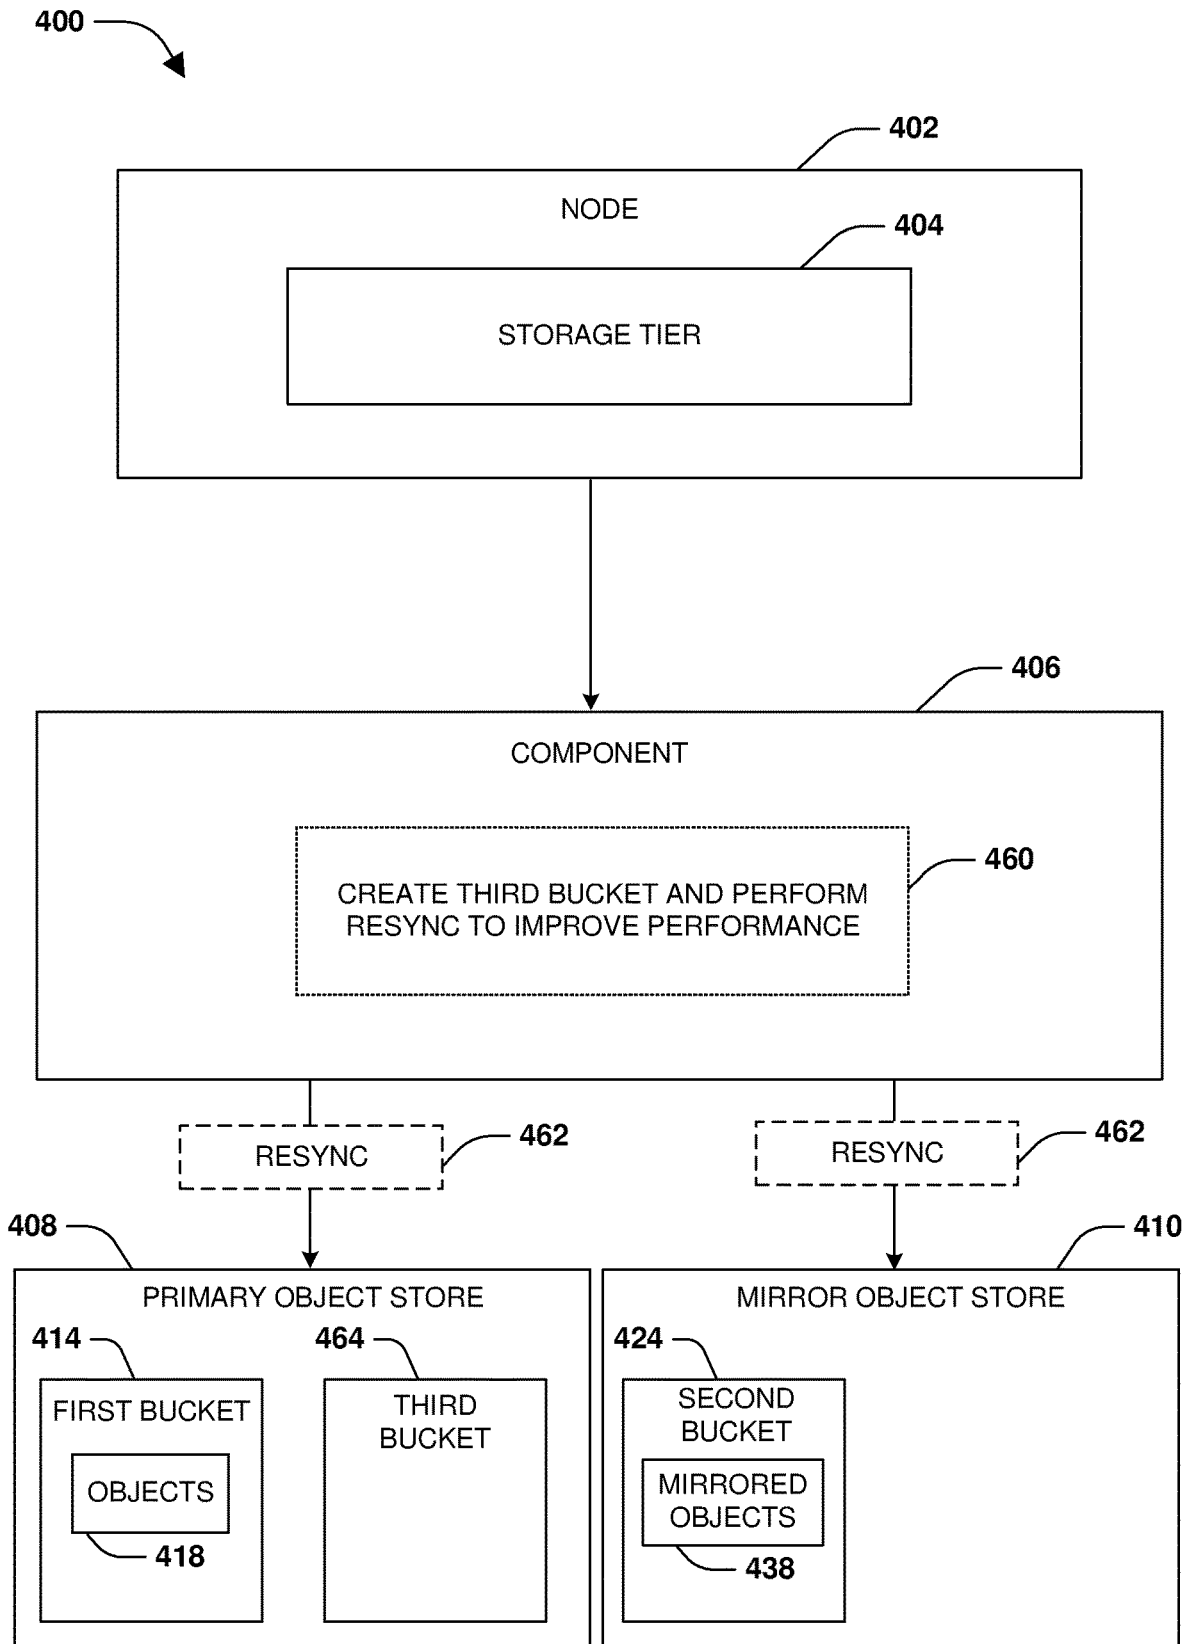 400
402
NODE
404
STORAGE TIER
406
COMPONENT
460
CREATE THIRD BUCKET AND PERFORM
RESYNC TO IMPROVE PERFORMANCE
RESYNC
462
RESYNC
462
408
410
PRIMARY OBJECT STORE
MIRROR OBJECT STORE
414
464
424
FIRST BUCKET
THIRD
BUCKET
SECOND
BUCKET
OBJECTS
MIRRORED
OBJECTS
418
438